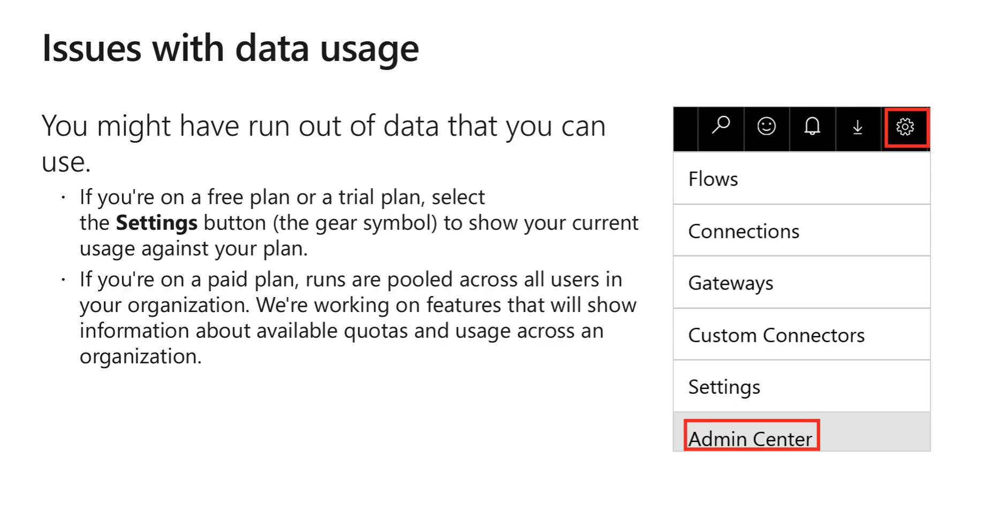 Issues with data usage
You might have run out of data that you can
use.
· If you're on a free plan or a trial plan, select
the Settings button (the gear symbol) to show your current
usage against your plan.
· If you're on a paid plan, runs are pooled across all users in
your organization. We're working on features that will show
information about available quotas and usage across an
organization.
Flows
Connections
Gateways
Custom Connectors
Settings
Admin Center